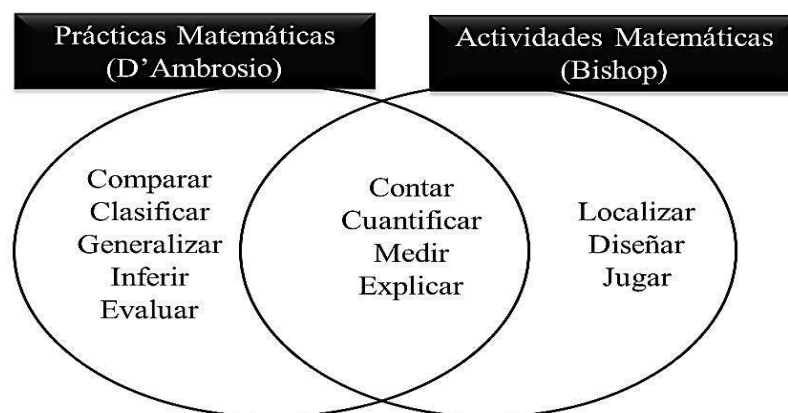 Prácticas Matemáticas
(D’Ambrosio)
Actividades Matemáticas
(Bishop)
Comparar
Clasificar
Generalizar
Inferir
Evaluar
Contar
Cuantificar
Medir
Explicar
Localizar
Diseñar
Jugar